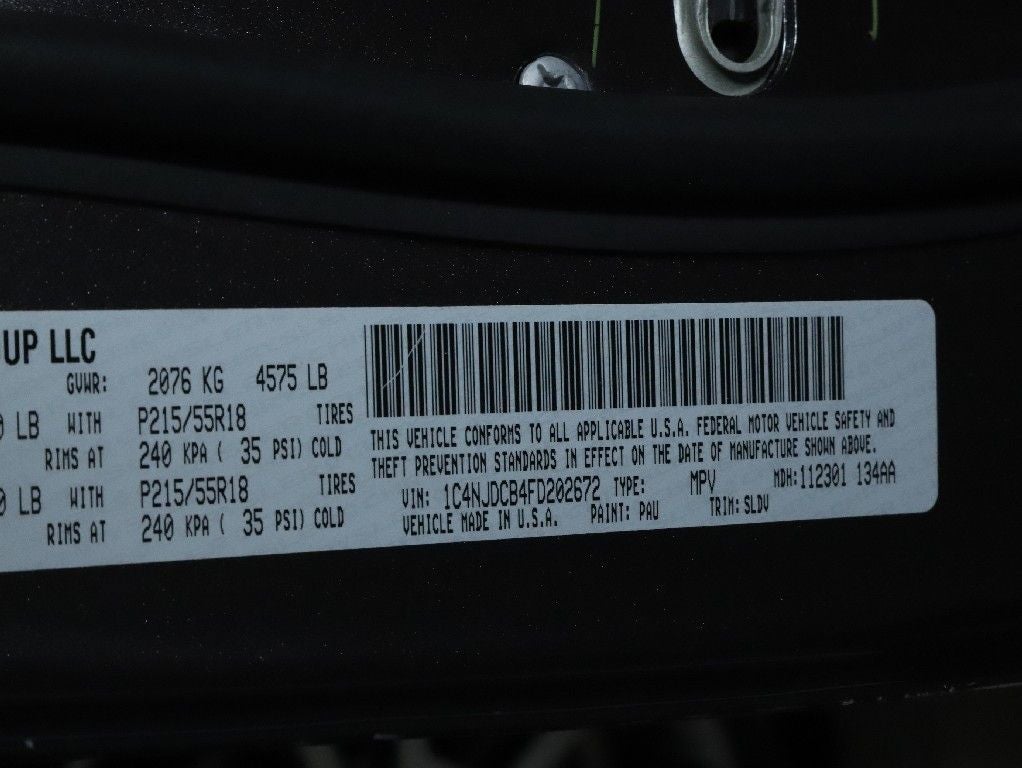 UP LLC
GVWR: 2076 KG 4575 LB
LB WITH P215/55R18 TIRES
RIMS AT 240 KPA ( 35 PSI) COLD
LB WITH P215/55R18 TIRES
RIMS AT 240 KPA ( 35 PSI) COLD
THIS VEHICLE CONFORMS TO ALL APPLICABLE U.S.A. FEDERAL MOTOR VEHICLE SAFETY AND
THEFT PREVENTION STANDARDS IN EFFECT ON THE DATE OF MANUFACTURE SHOWN ABOVE.
VIN: 1C4NJDCB4FD202672 TYPE: MPV MDH: 112301 134AA
VEHICLE MADE IN U.S.A. PAINT: PAU TRIM: SLDV